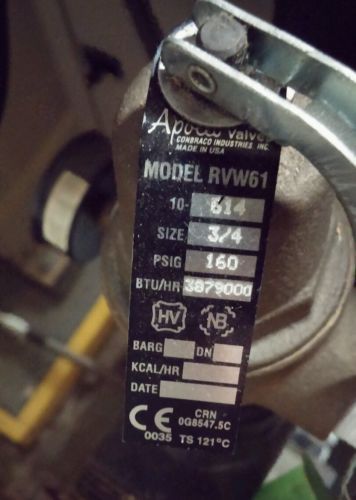 Apollo Valves
CONBRACO INDUSTRIES, INC.
MADE IN USA
MODEL RVW61
10- 614
SIZE 3/4
PSIG 160
BTU/HR 3879000
HV NB
BARG DN
KCAL/HR
DATE
CE CRN
0G8547.5C
0035 TS 121°C